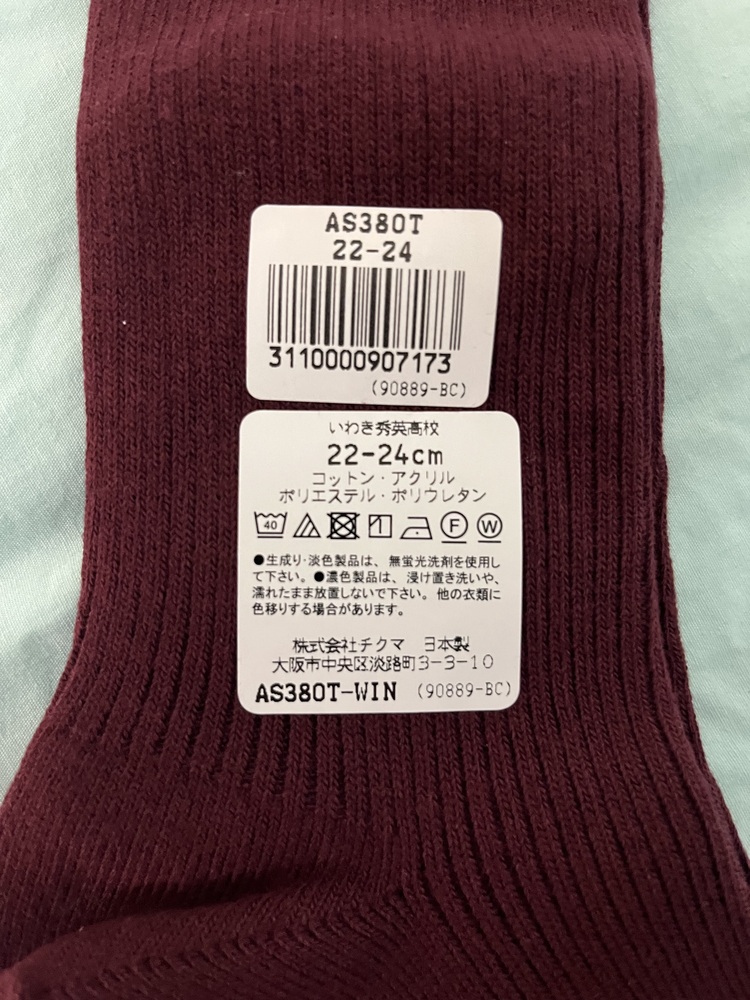 AS380T
22-24
3110000907173
(90889-BC)
いわき秀英高校
22-24cm
コットン・アクリル
ポリエステル・ポリウレタン
40 F W
●生成り・淡色製品は、無蛍光洗剤を使用し
て下さい。●濃色製品は、浸け置き洗いや、
濡れたまま放置しないで下さい。他の衣類に
色移りする場合があります。
株式会社チクマ 日本製
大阪市中央区淡路町3-3-10
AS380T-WIN (90889-BC)